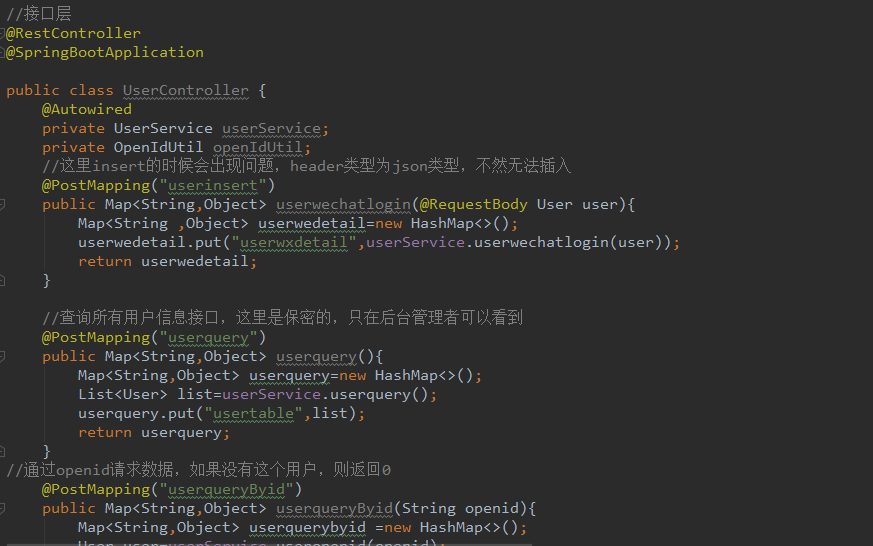 //接口层
@RestController
@SpringBootApplication
public class UserController {
@Autowired
private UserService userService;
private OpenIdUtil openIdUtil;
//这里insert的时候会出现问题，header类型为json类型，不然无法插入
@PostMapping("userinsert")
public Map<String,Object> userwechatlogin(@RequestBody User user){
Map<String ,Object> userwedetail=new HashMap<>();
userwedetail.put("userwxdetail",userService.userwechatlogin(user));
return userwedetail;
}
//查询所有用户信息接口，这里是保密的，只在后台管理者可以看到
@PostMapping("userquery")
public Map<String,Object> userquery(){
Map<String,Object> userquery=new HashMap<>();
List<User> list=userService.userquery();
userquery.put("usertable",list);
return userquery;
}
//通过openid请求数据，如果没有这个用户，则返回0
@PostMapping("userqueryByid")
public Map<String,Object> userqueryByid(String openid){
Map<String,Object> userquerybyid =new HashMap<>();